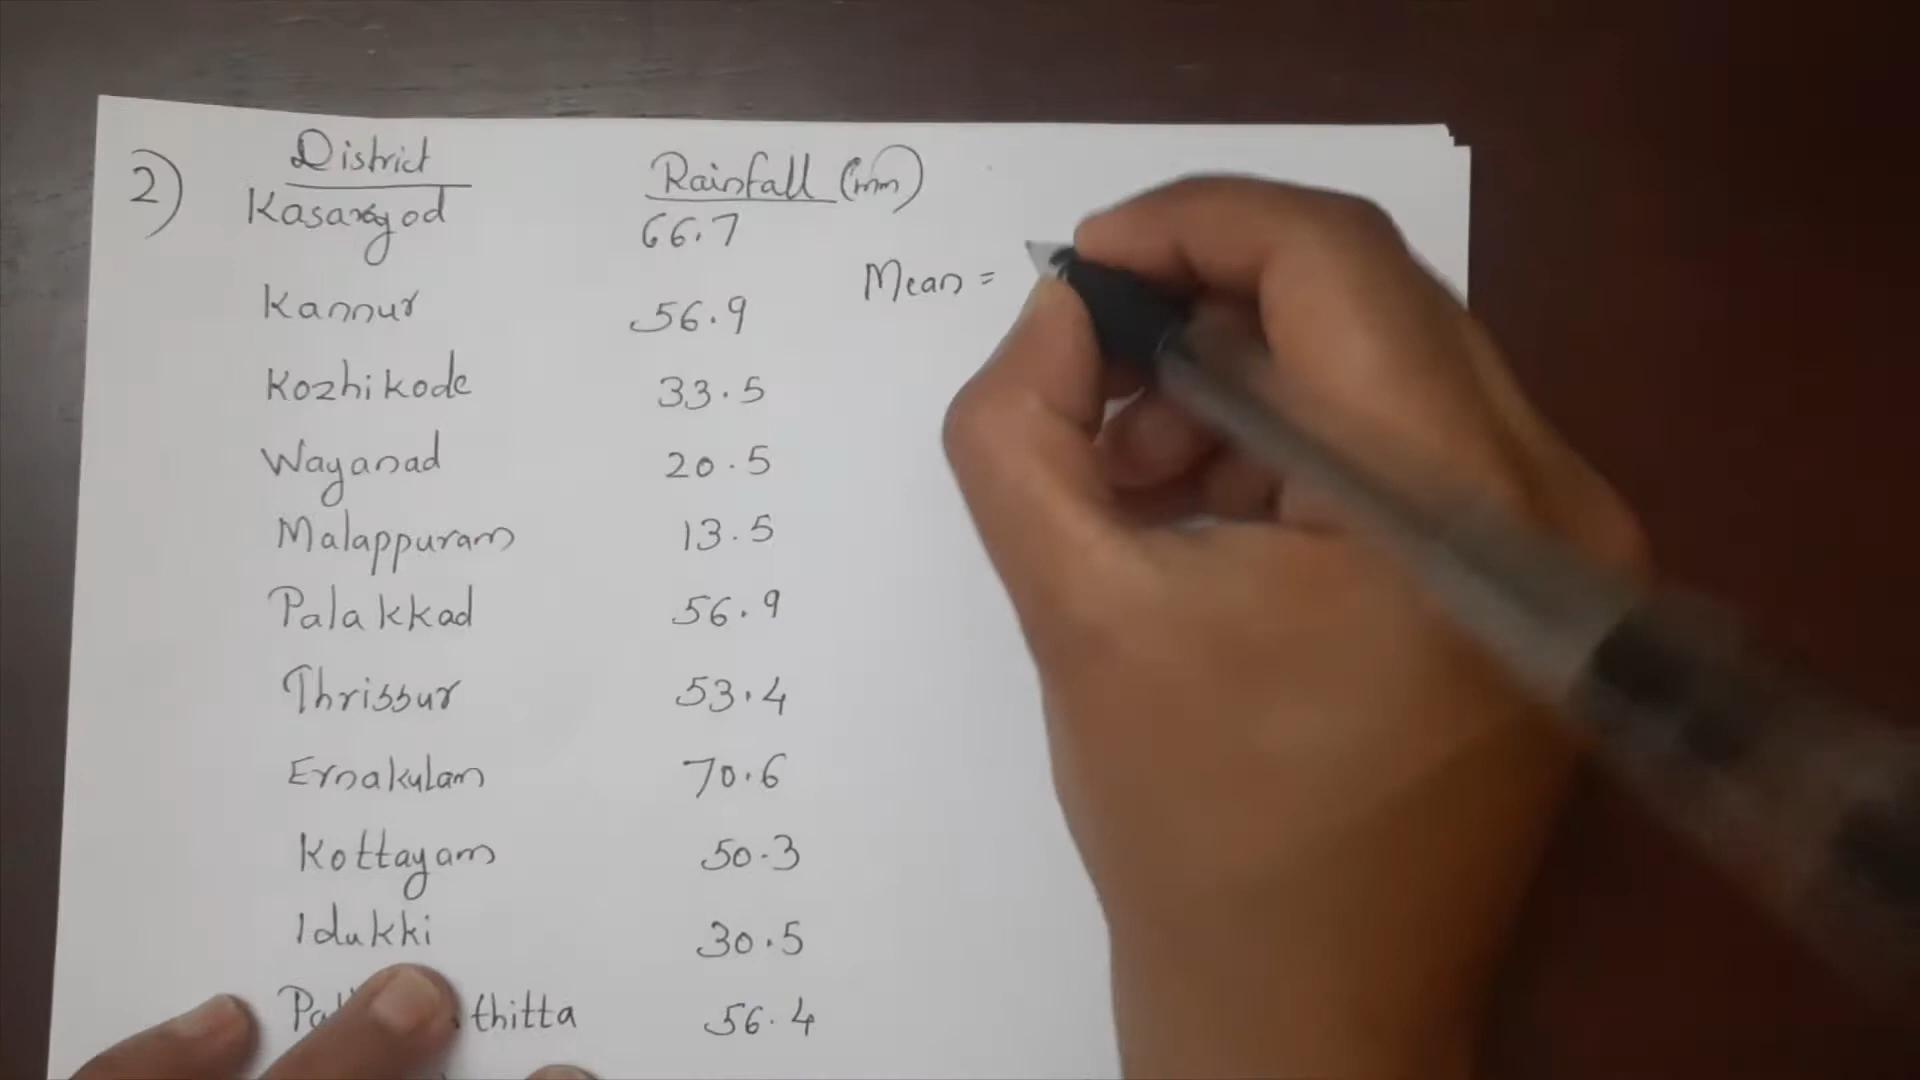 2) District Rainfall (mm)
Kasaragod 66.7
Mean =
Kannur 56.9
Kozhikode 33.5
Wayanad 20.5
Malappuram 13.5
Palakkad 56.9
Thrissur 53.4
Ernakulam 70.6
Kottayam 50.3
Idukki 30.5
thitta 56.4